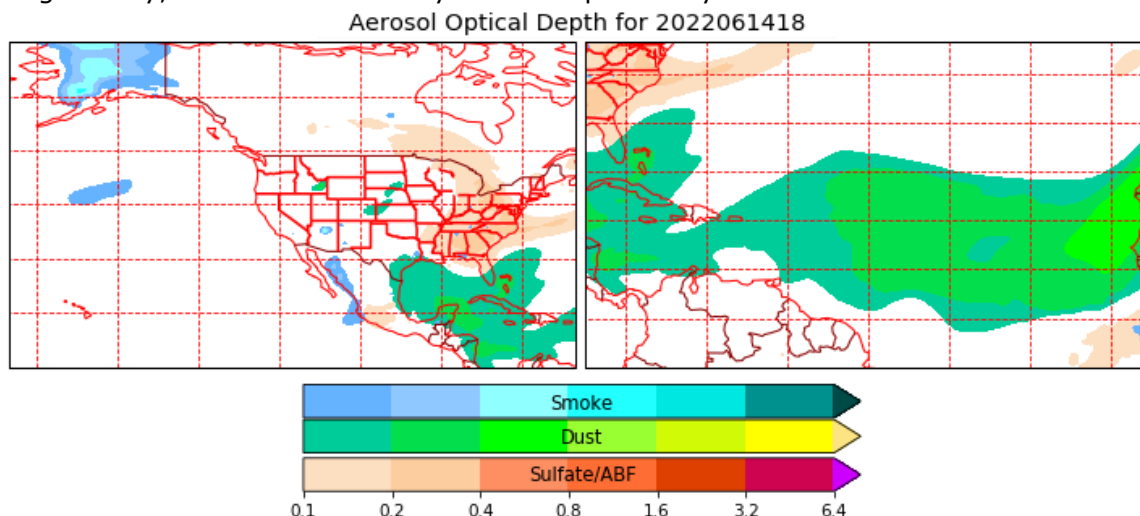 Aerosol Optical Depth for 2022061418
Smoke
Dust
Sulfate/ABF
0.1 0.2 0.4 0.8 1.6 3.2 6.4